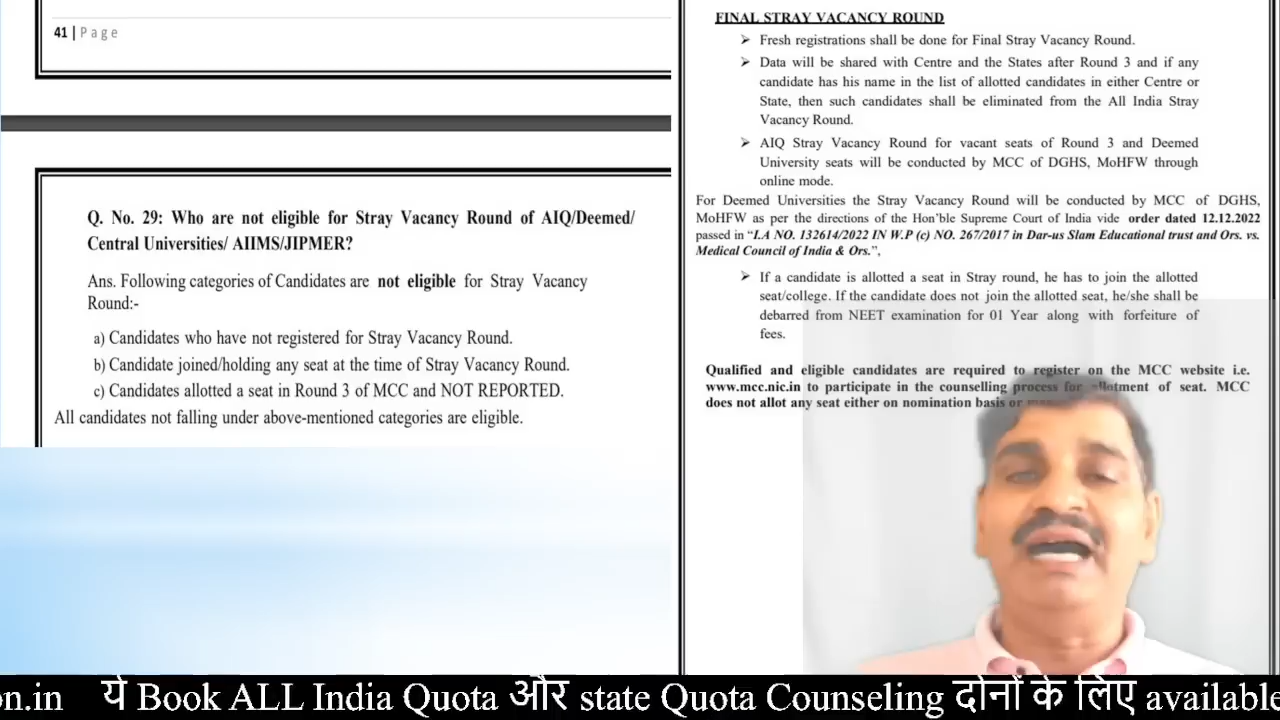 41 | P a g e
Q. No. 29: Who are not eligible for Stray Vacancy Round of AIQ/Deemed/
Central Universities/ AIIMS/JIPMER?
Ans. Following categories of Candidates are not eligible for Stray Vacancy
Round:-
a) Candidates who have not registered for Stray Vacancy Round.
b) Candidate joined/holding any seat at the time of Stray Vacancy Round.
c) Candidates allotted a seat in Round 3 of MCC and NOT REPORTED.
All candidates not falling under above-mentioned categories are eligible.
FINAL STRAY VACANCY ROUND
➤ Fresh registrations shall be done for Final Stray Vacancy Round.
➤ Data will be shared with Centre and the States after Round 3 and if any
candidate has his name in the list of allotted candidates in either Centre or
State, then such candidates shall be eliminated from the All India Stray
Vacancy Round.
➤ AIQ Stray Vacancy Round for vacant seats of Round 3 and Deemed
University seats will be conducted by MCC of DGHS, MoHFW through
online mode.
For Deemed Universities the Stray Vacancy Round will be conducted by MCC of DGHS,
MoHFW as per the directions of the Hon'ble Supreme Court of India vide order dated 12.12.2022
passed in "I.A NO. 132614/2022 IN W.P (c) NO. 267/2017 in Dar-us Slam Educational trust and Ors. vs.
Medical Council of India & Ors.",
➤ If a candidate is allotted a seat in Stray round, he has to join the allotted
seat/college. If the candidate does not join the allotted seat, he/she shall be
debarred from NEET examination for 01 Year along with forfeiture of
fees.
Qualified and eligible candidates are required to register on the MCC website i.e.
www.mcc.nic.in to participate in the counselling process for allotment of seat. MCC
does not allot any seat either on nomination basis or
on.in ये Book ALL India Quota और state Quota Counseling दोनों के लिए available